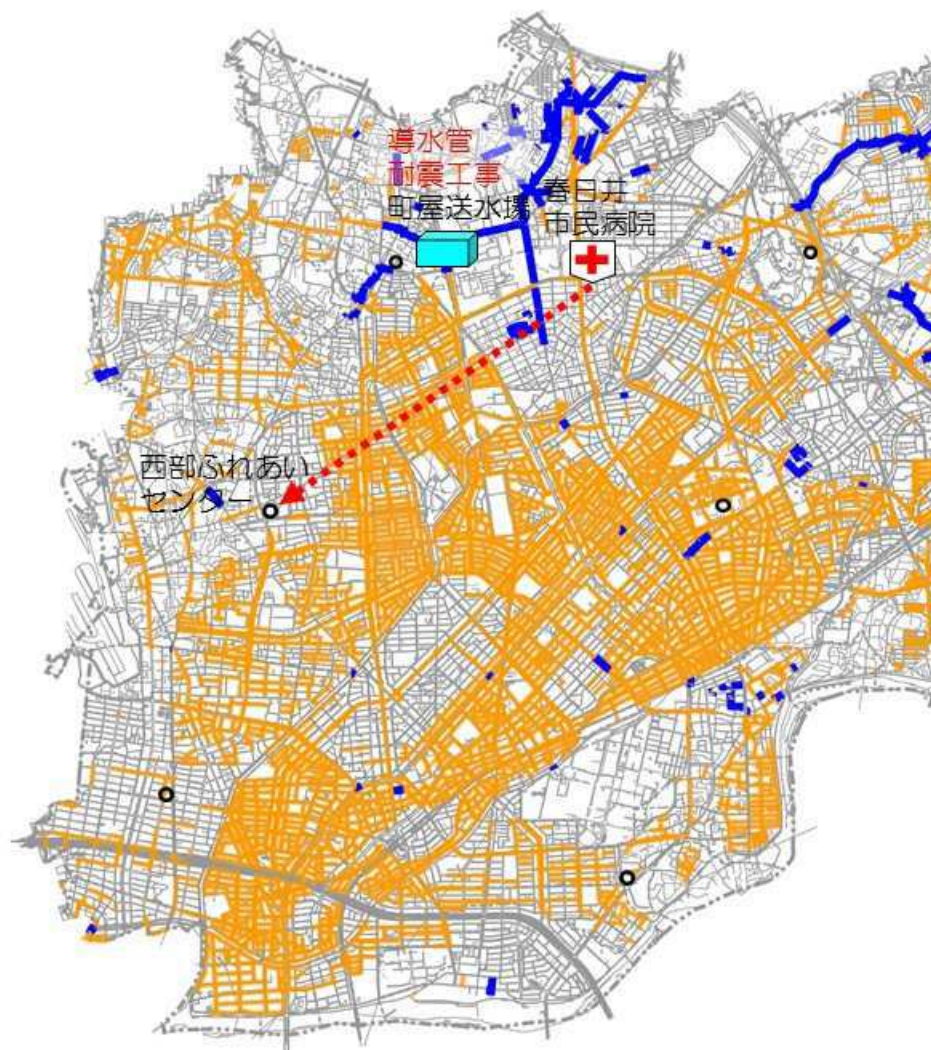 導水管
耐震工事
町屋送水場
春日井
市民病院
西部ふれあい
センター